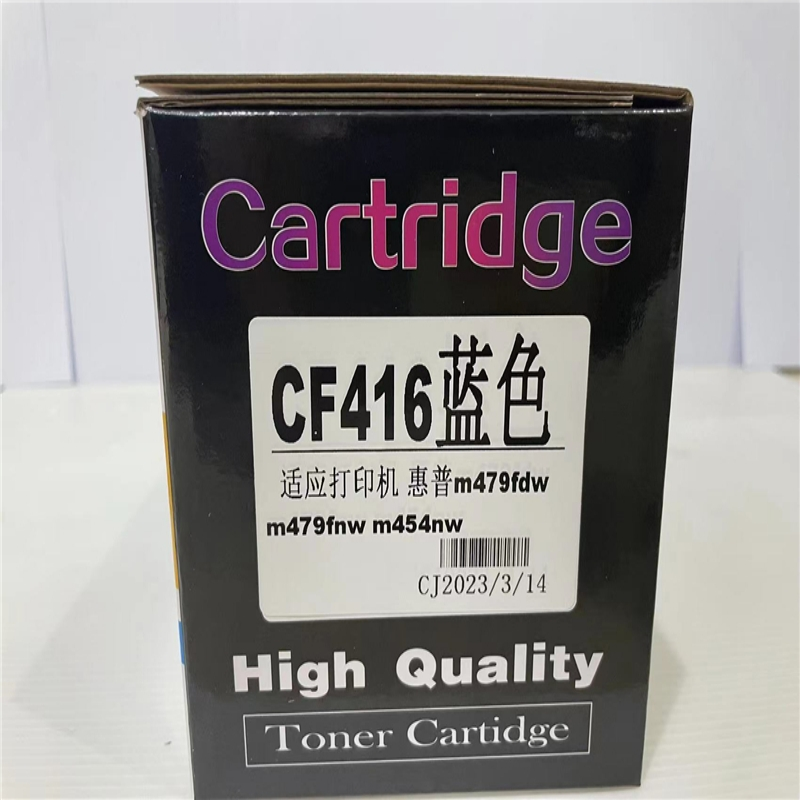 Cartridge
CF416蓝色
适应打印机 惠普m479fdw
m479fnw m454nw
CJ2023/3/14
High Quality
Toner Cartidge